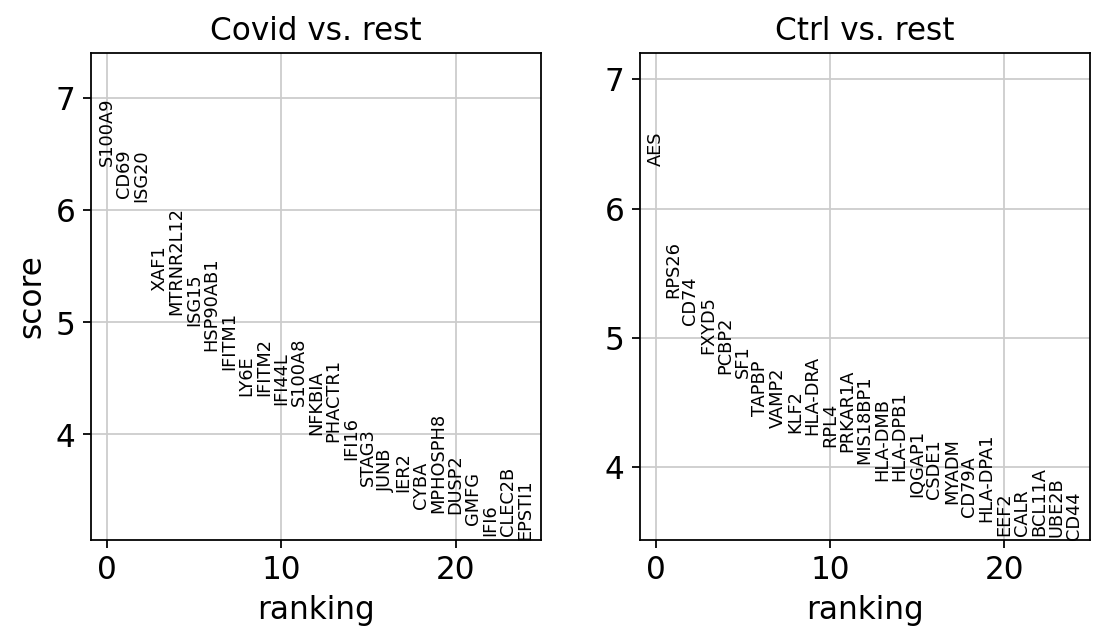 Covid vs. rest
score
7
6
5
4
S100A9
CD69
ISG20
XAF1
MTRNR2L12
ISG15
HSP90AB1
IFITM1
LY6E
IFITM2
IFI44L
S100A8
NFKBIA
PHACTR1
IFI16
STAG3
JUNB
IER2
CYBA
MPHOSPH8
DUSP2
GMFG
IFI6
CLEC2B
EPSTI1
0
10
20
ranking
Ctrl vs. rest
7
6
5
4
AES
RPS26
CD74
FXYD5
PCBP2
SF1
TAPBP
VAMP2
KLF2
HLA-DRA
RPL4
PRKAR1A
MIS18BP1
HLA-DMB
HLA-DPB1
IQGAP1
CSDE1
MYADM
CD79A
HLA-DPA1
EEF2
CALR
BCL11A
UBE2B
CD44
0
10
20
ranking